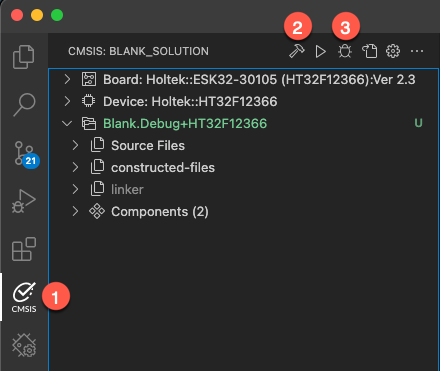 2
3
CMSIS: BLANK_SOLUTION
Board: Holtek::ESK32-30105 (HT32F12366):Ver 2.3
Device: Holtek::HT32F12366
Blank.Debug+HT32F12366 U
Source Files
21
constructed-files
linker
Components (2)
1
CMSIS